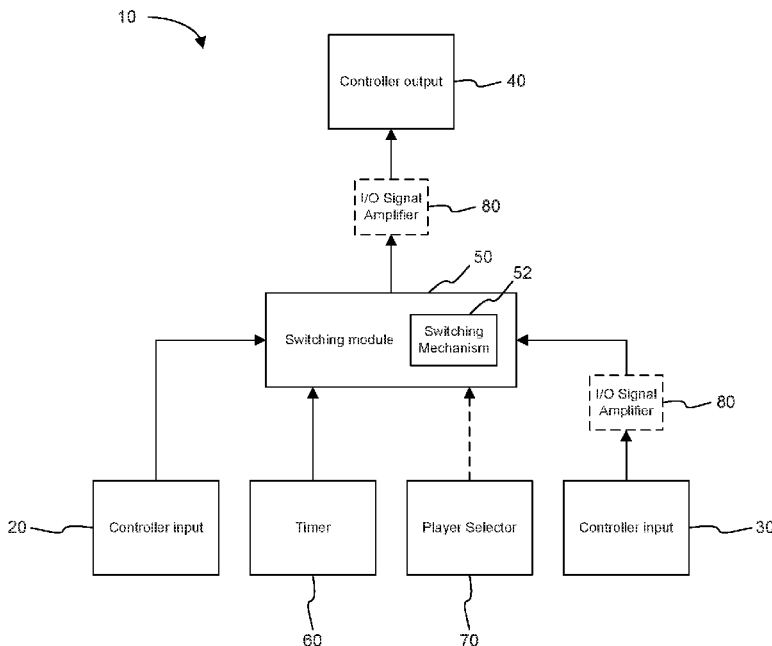 10
Controller output
40
I/O Signal
Amplifier
80
50
52
Switching module
Switching
Mechanism
I/O Signal
Amplifier
80
20
Controller input
Timer
Player Selector
Controller input
30
60
70